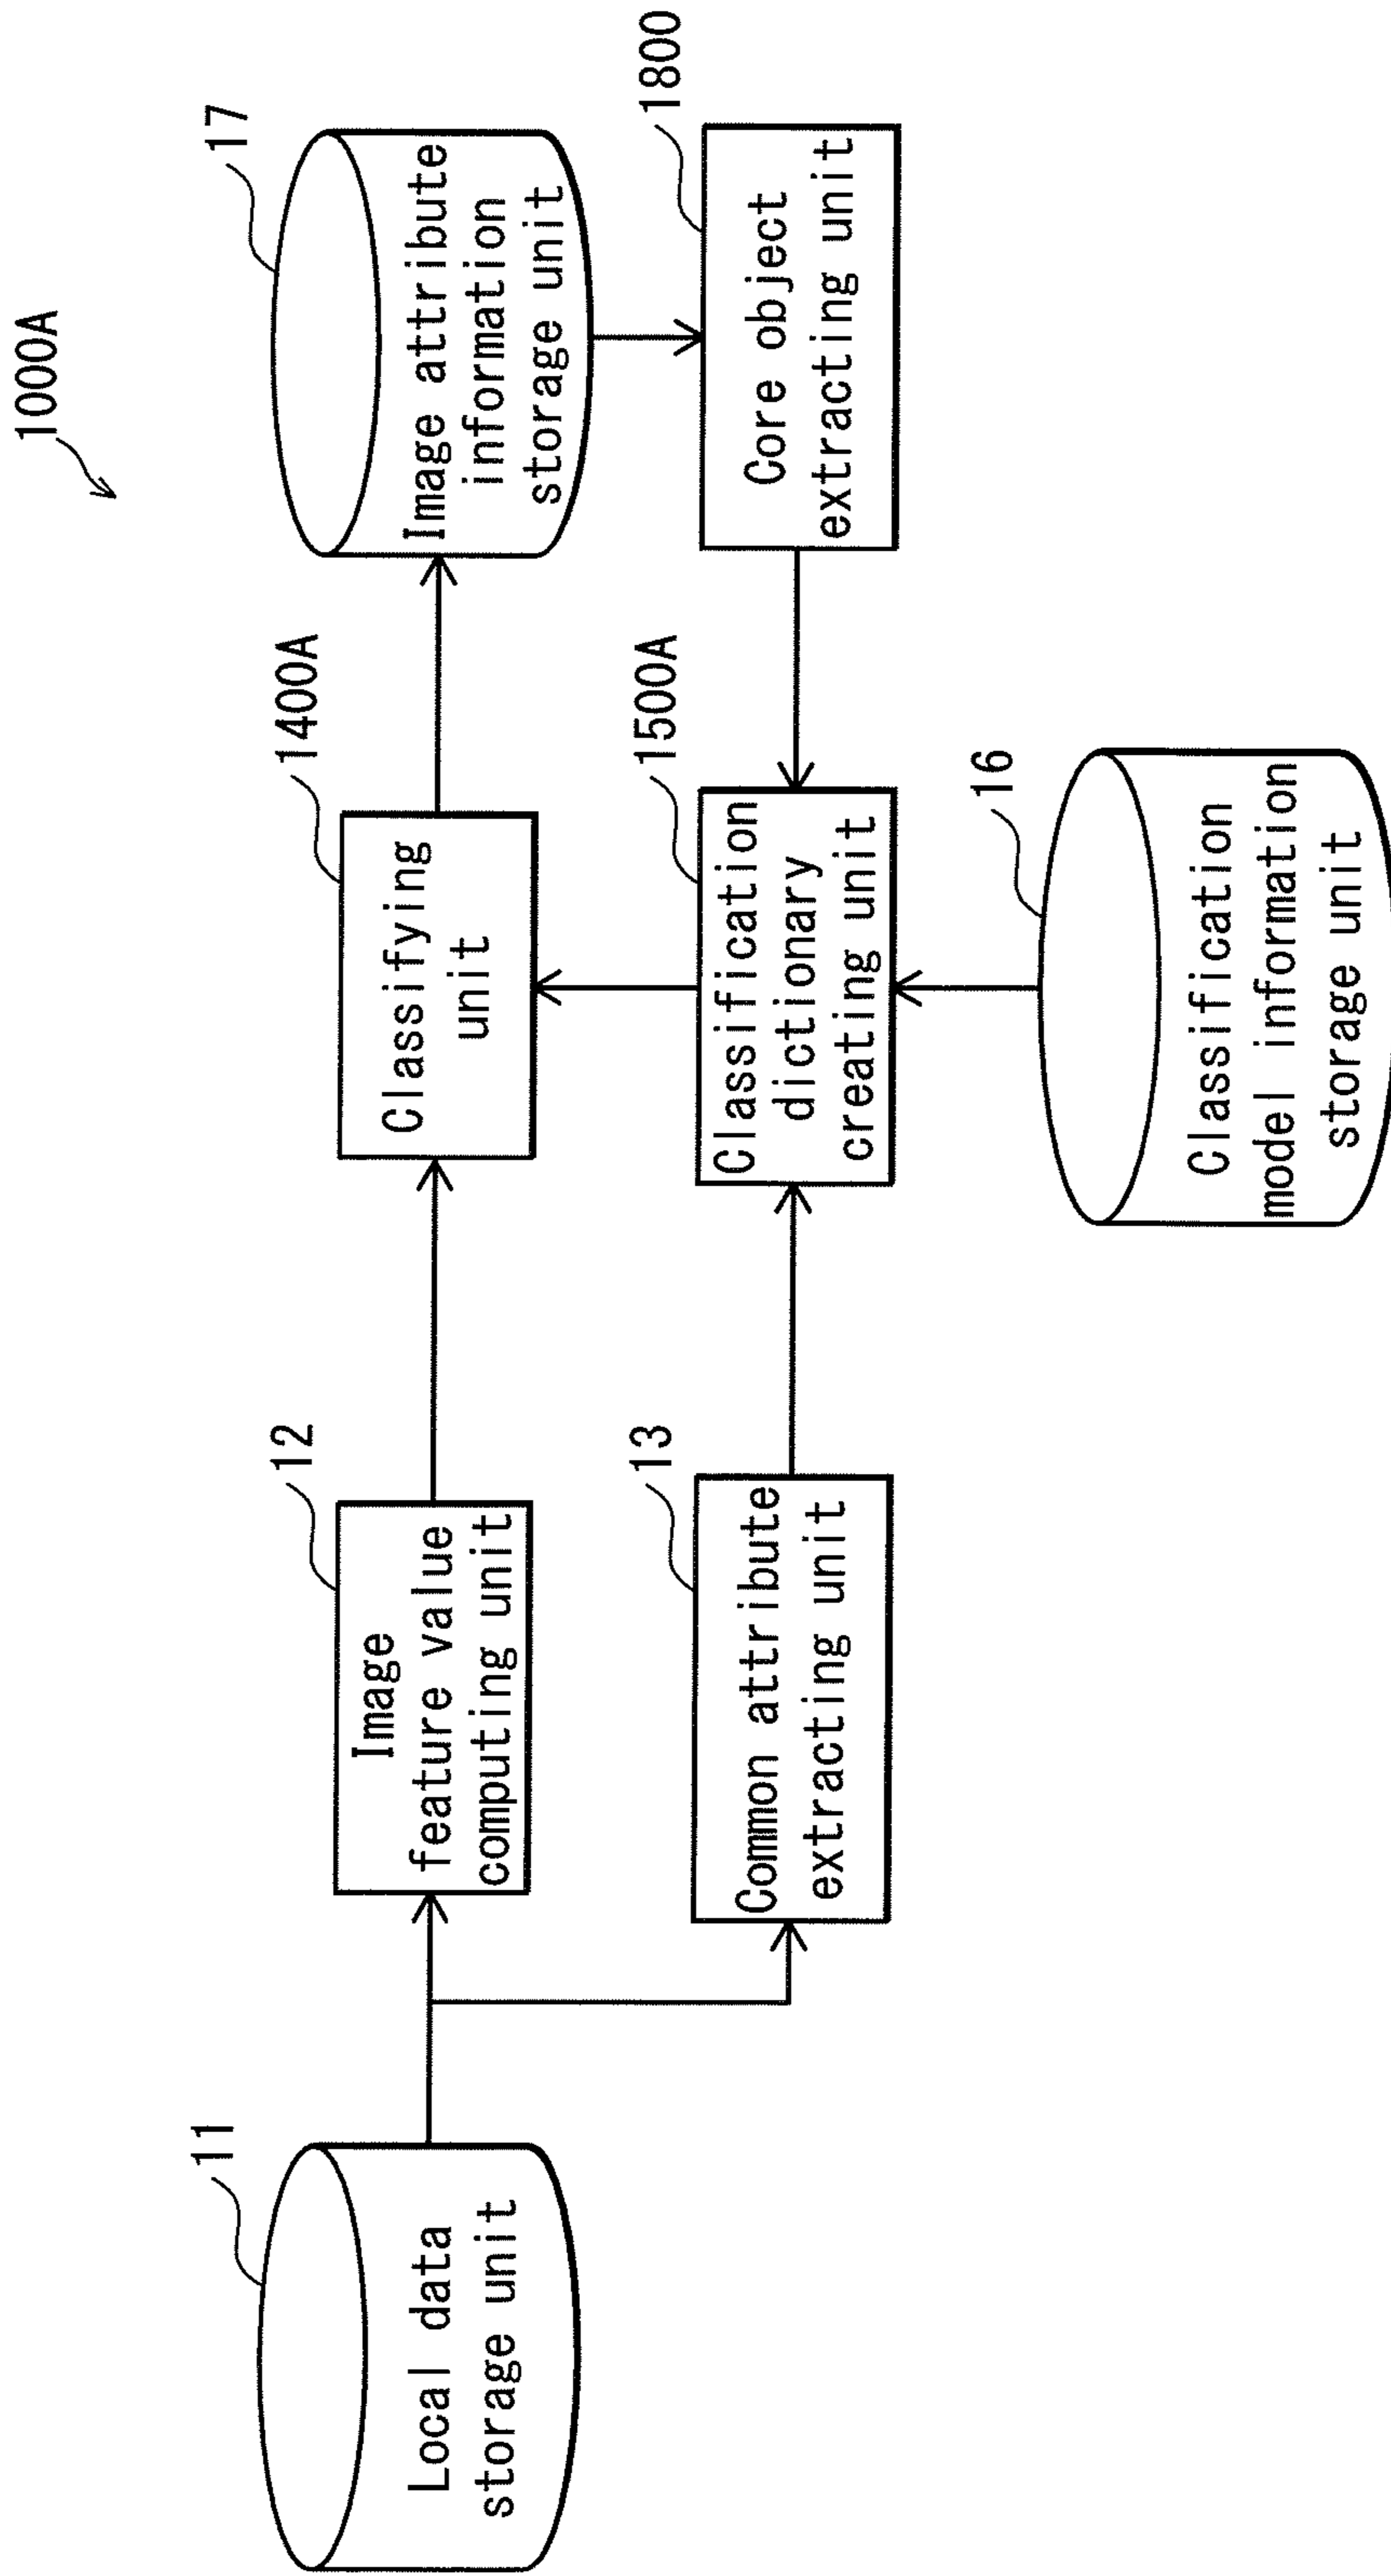 1000A
11
Local data
storage unit
12
Image
feature value
computing unit
1400A
Classifying
unit
17
Image attribute
information
storage unit
13
Common attribute
extracting unit
1500A
Classification
dictionary
creating unit
1800
Core object
extracting unit
16
Classification
model information
storage unit